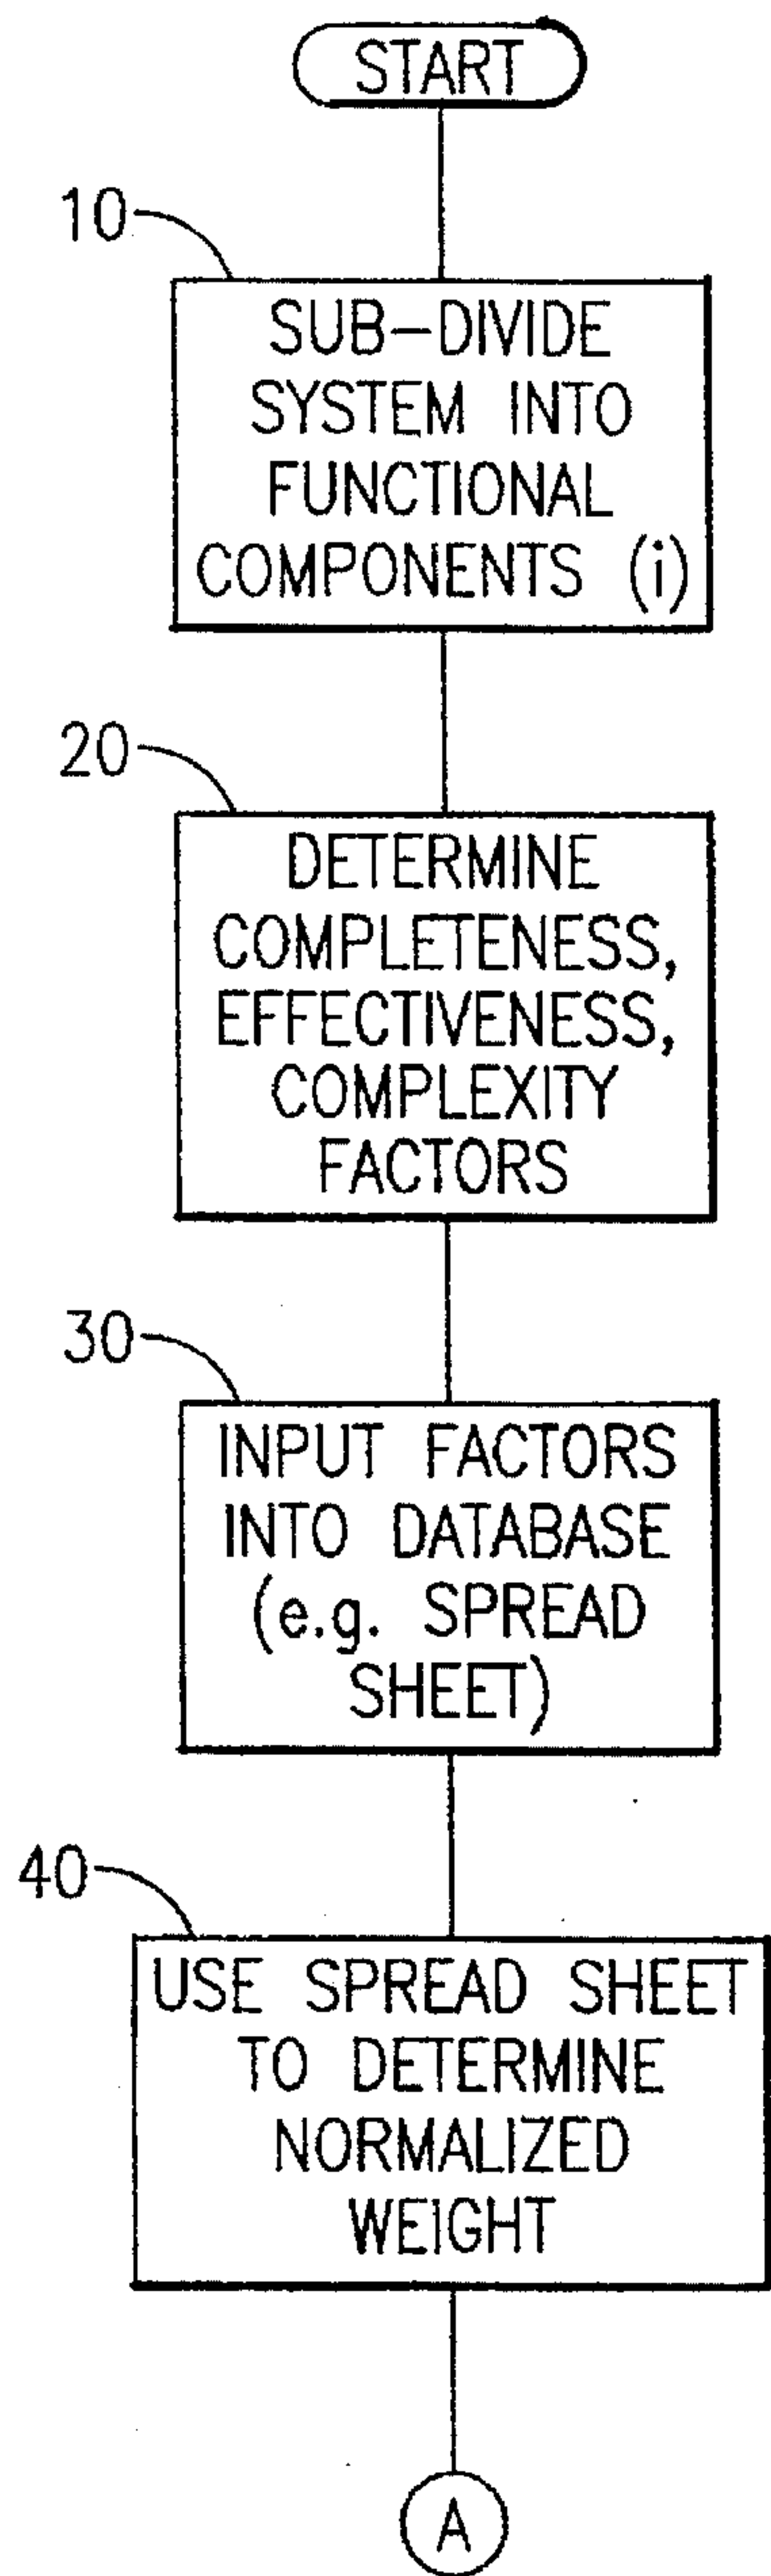 START
10
SUB-DIVIDE
SYSTEM INTO
FUNCTIONAL
COMPONENTS (i)
20
DETERMINE
COMPLETENESS,
EFFECTIVENESS,
COMPLEXITY
FACTORS
30
INPUT FACTORS
INTO DATABASE
(e.g. SPREAD
SHEET)
40
USE SPREAD SHEET
TO DETERMINE
NORMALIZED
WEIGHT
A